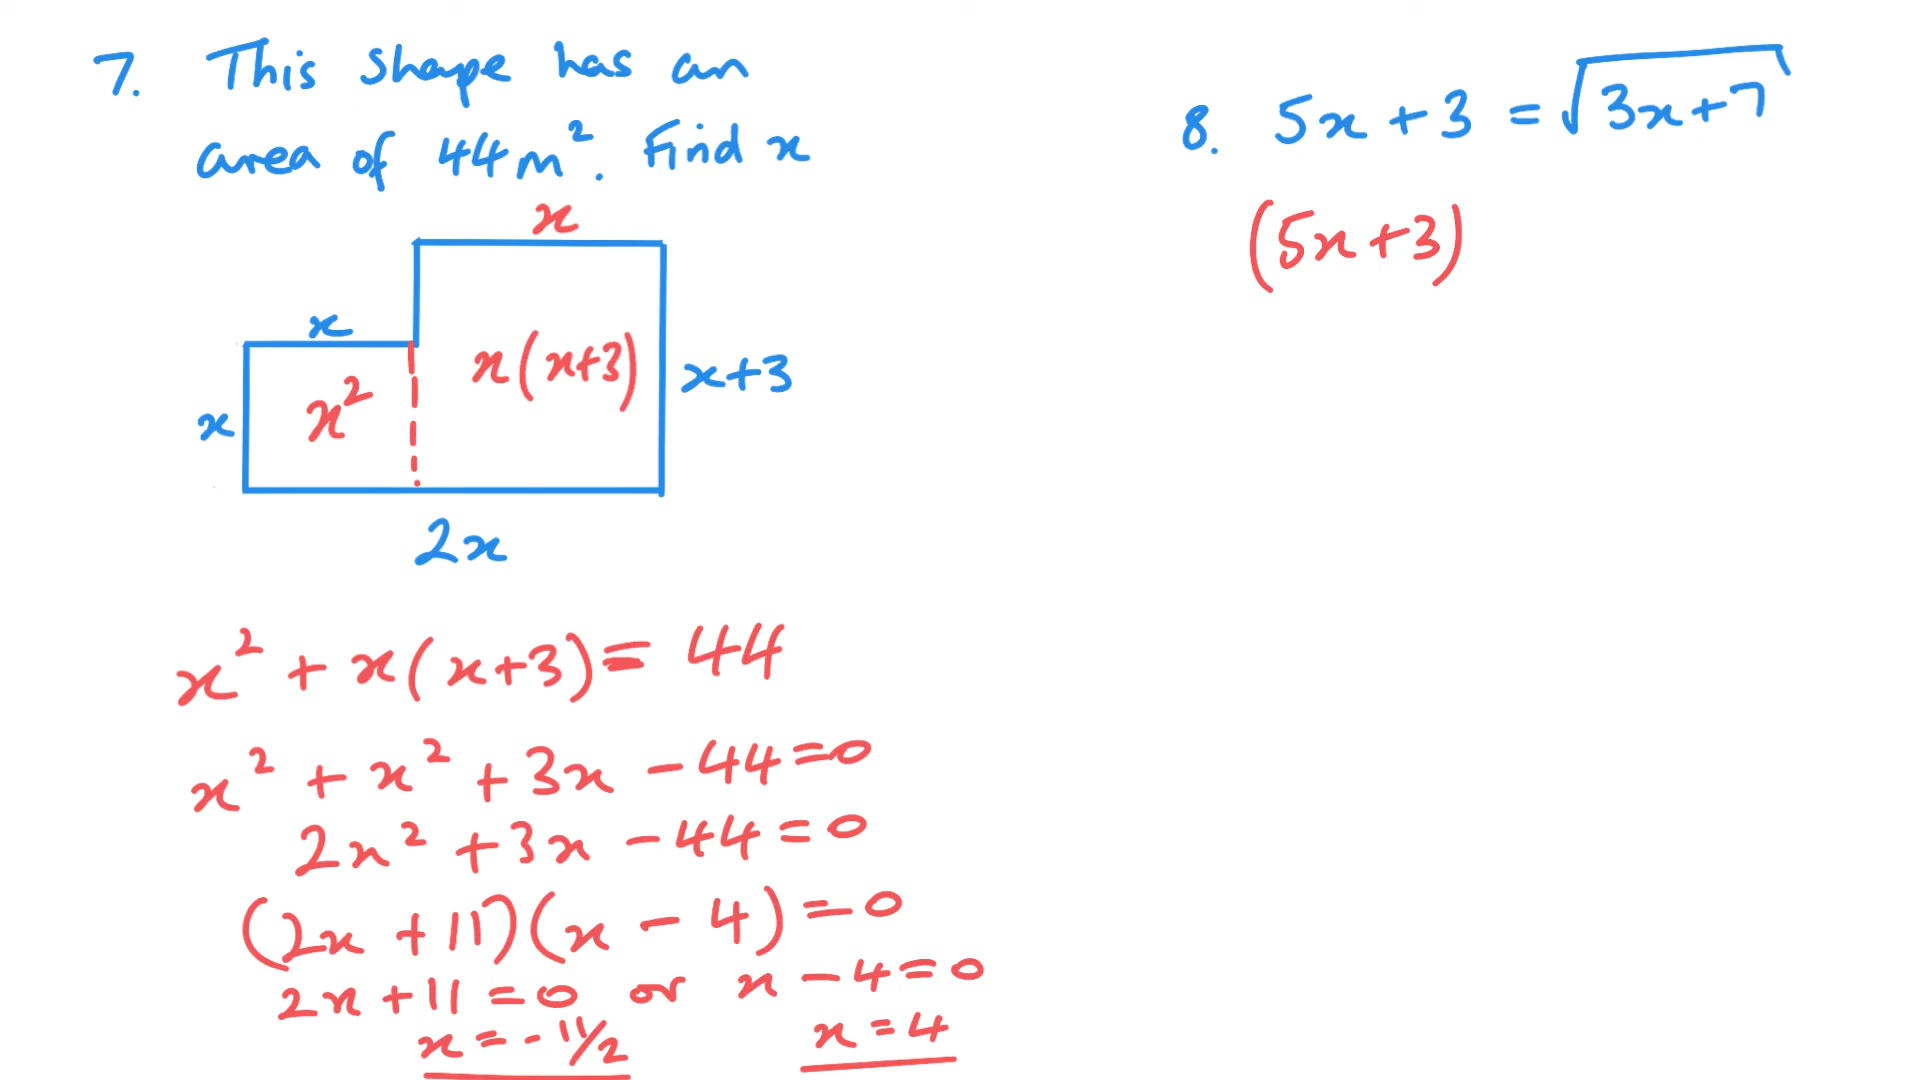 7. This shape has an
area of 44m². Find x
x
x
x
x²
x(x+3)
x+3
2x
x² + x(x+3) = 44
x² + x² + 3x - 44 = 0
2x² + 3x - 44 = 0
(2x + 11)(x - 4) = 0
2x + 11 = 0 or x - 4 = 0
x = -11/2 x = 4
8. 5x + 3 = √3x+7
(5x+3)